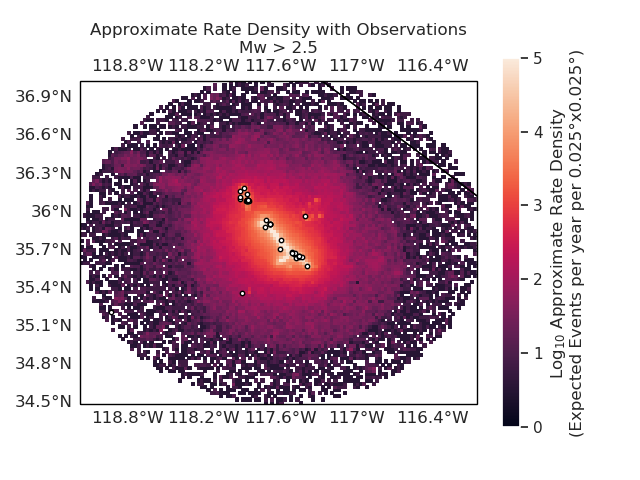 Approximate Rate Density with Observations
Mw > 2.5
118.8°W 118.2°W 117.6°W 117°W 116.4°W
36.9°N
36.6°N
36.3°N
36°N
35.7°N
35.4°N
35.1°N
34.8°N
34.5°N
118.8°W 118.2°W 117.6°W 117°W 116.4°W
5
4
3
2
1
0
Log₁₀ Approximate Rate Density
(Expected Events per year per 0.025°x0.025°)